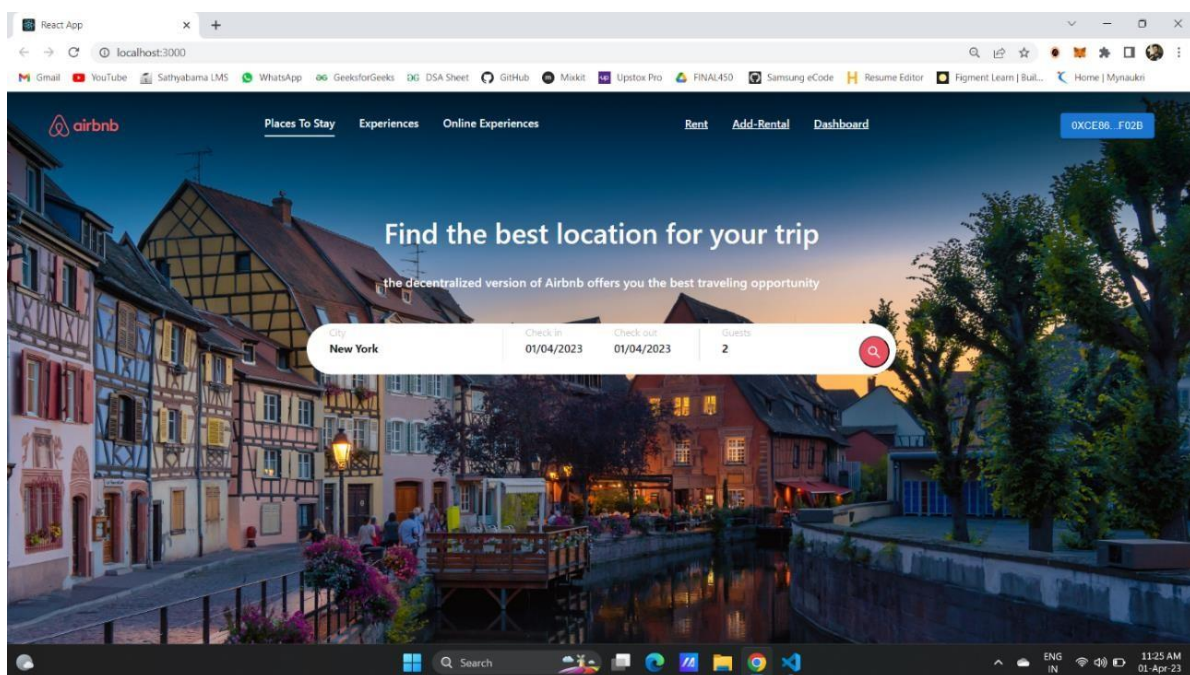 React App
localhost:3000
Gmail YouTube Sathyabama LMS WhatsApp GeeksforGeeks DSA Sheet GitHub Mixkit Upstox Pro FINAL450 Samsung eCode Resume Editor Figment Learn | Buil... Home | Mynaukri
airbnb Places To Stay Experiences Online Experiences Rent Add-Rental Dashboard 0XCE86...F02B
Find the best location for your trip
the decentralized version of Airbnb offers you the best traveling opportunity
City Check in Check out Guests
New York 01/04/2023 01/04/2023 2
Search ENG 11:25 AM
IN 01-Apr-23